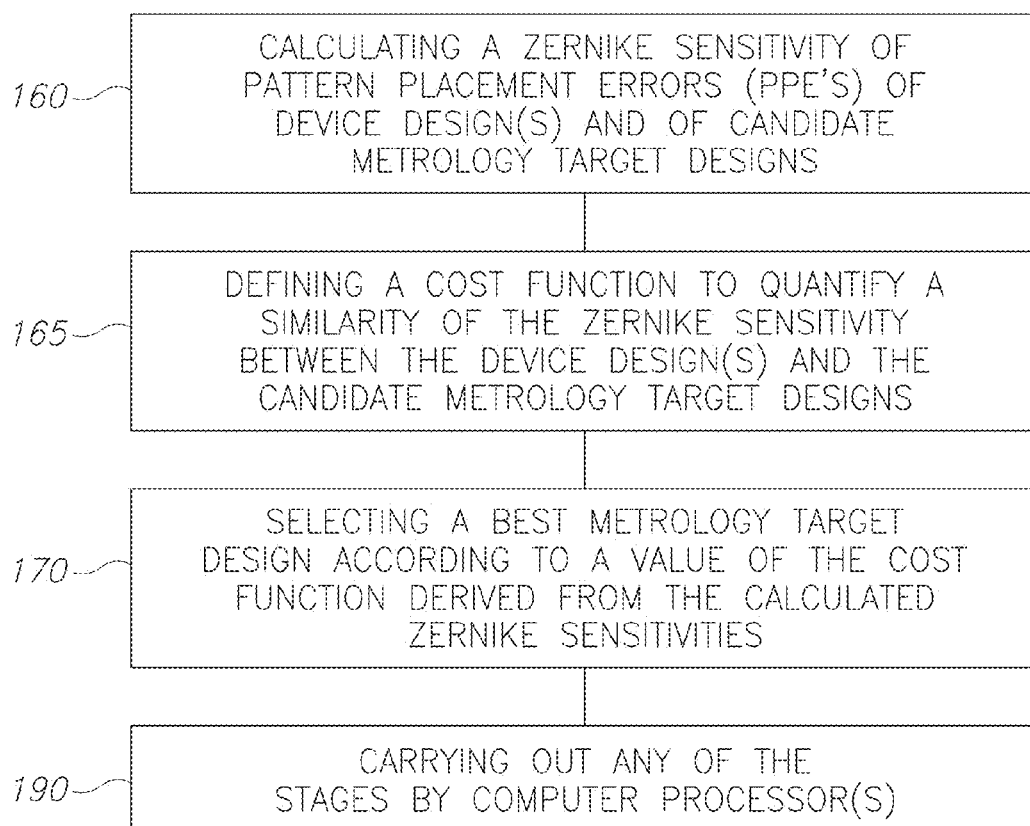 160
CALCULATING A ZERNIKE SENSITIVITY OF
PATTERN PLACEMENT ERRORS (PPE'S) OF
DEVICE DESIGN(S) AND OF CANDIDATE
METROLOGY TARGET DESIGNS
165
DEFINING A COST FUNCTION TO QUANTIFY A
SIMILARITY OF THE ZERNIKE SENSITIVITY
BETWEEN THE DEVICE DESIGN(S) AND THE
CANDIDATE METROLOGY TARGET DESIGNS
170
SELECTING A BEST METROLOGY TARGET
DESIGN ACCORDING TO A VALUE OF THE COST
FUNCTION DERIVED FROM THE CALCULATED
ZERNIKE SENSITIVITIES
190
CARRYING OUT ANY OF THE
STAGES BY COMPUTER PROCESSOR(S)